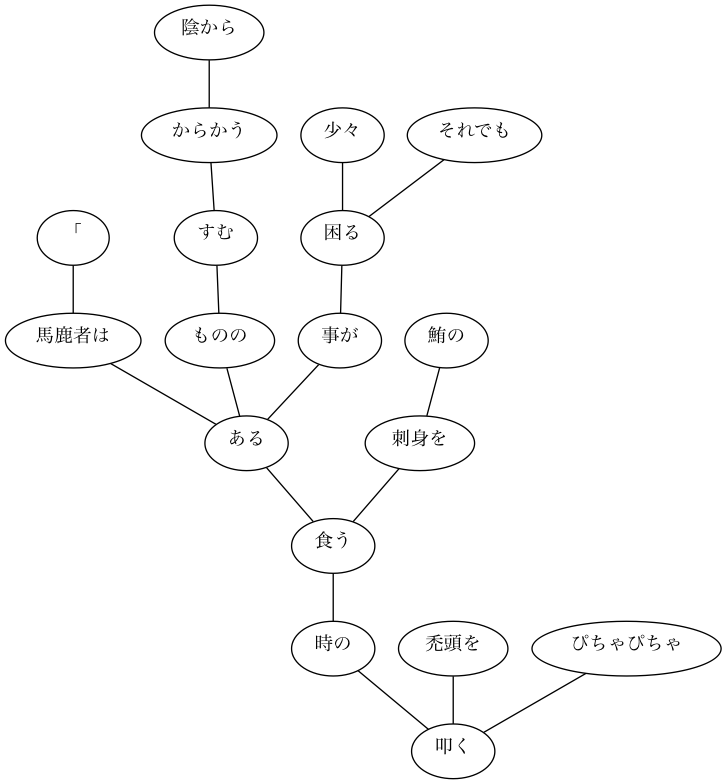 陰から
からかう
少々
それでも
「
すむ
困る
馬鹿者は
ものの
事が
鮪の
ある
刺身を
食う
時の
禿頭を
ぴちゃぴちゃ
叩く